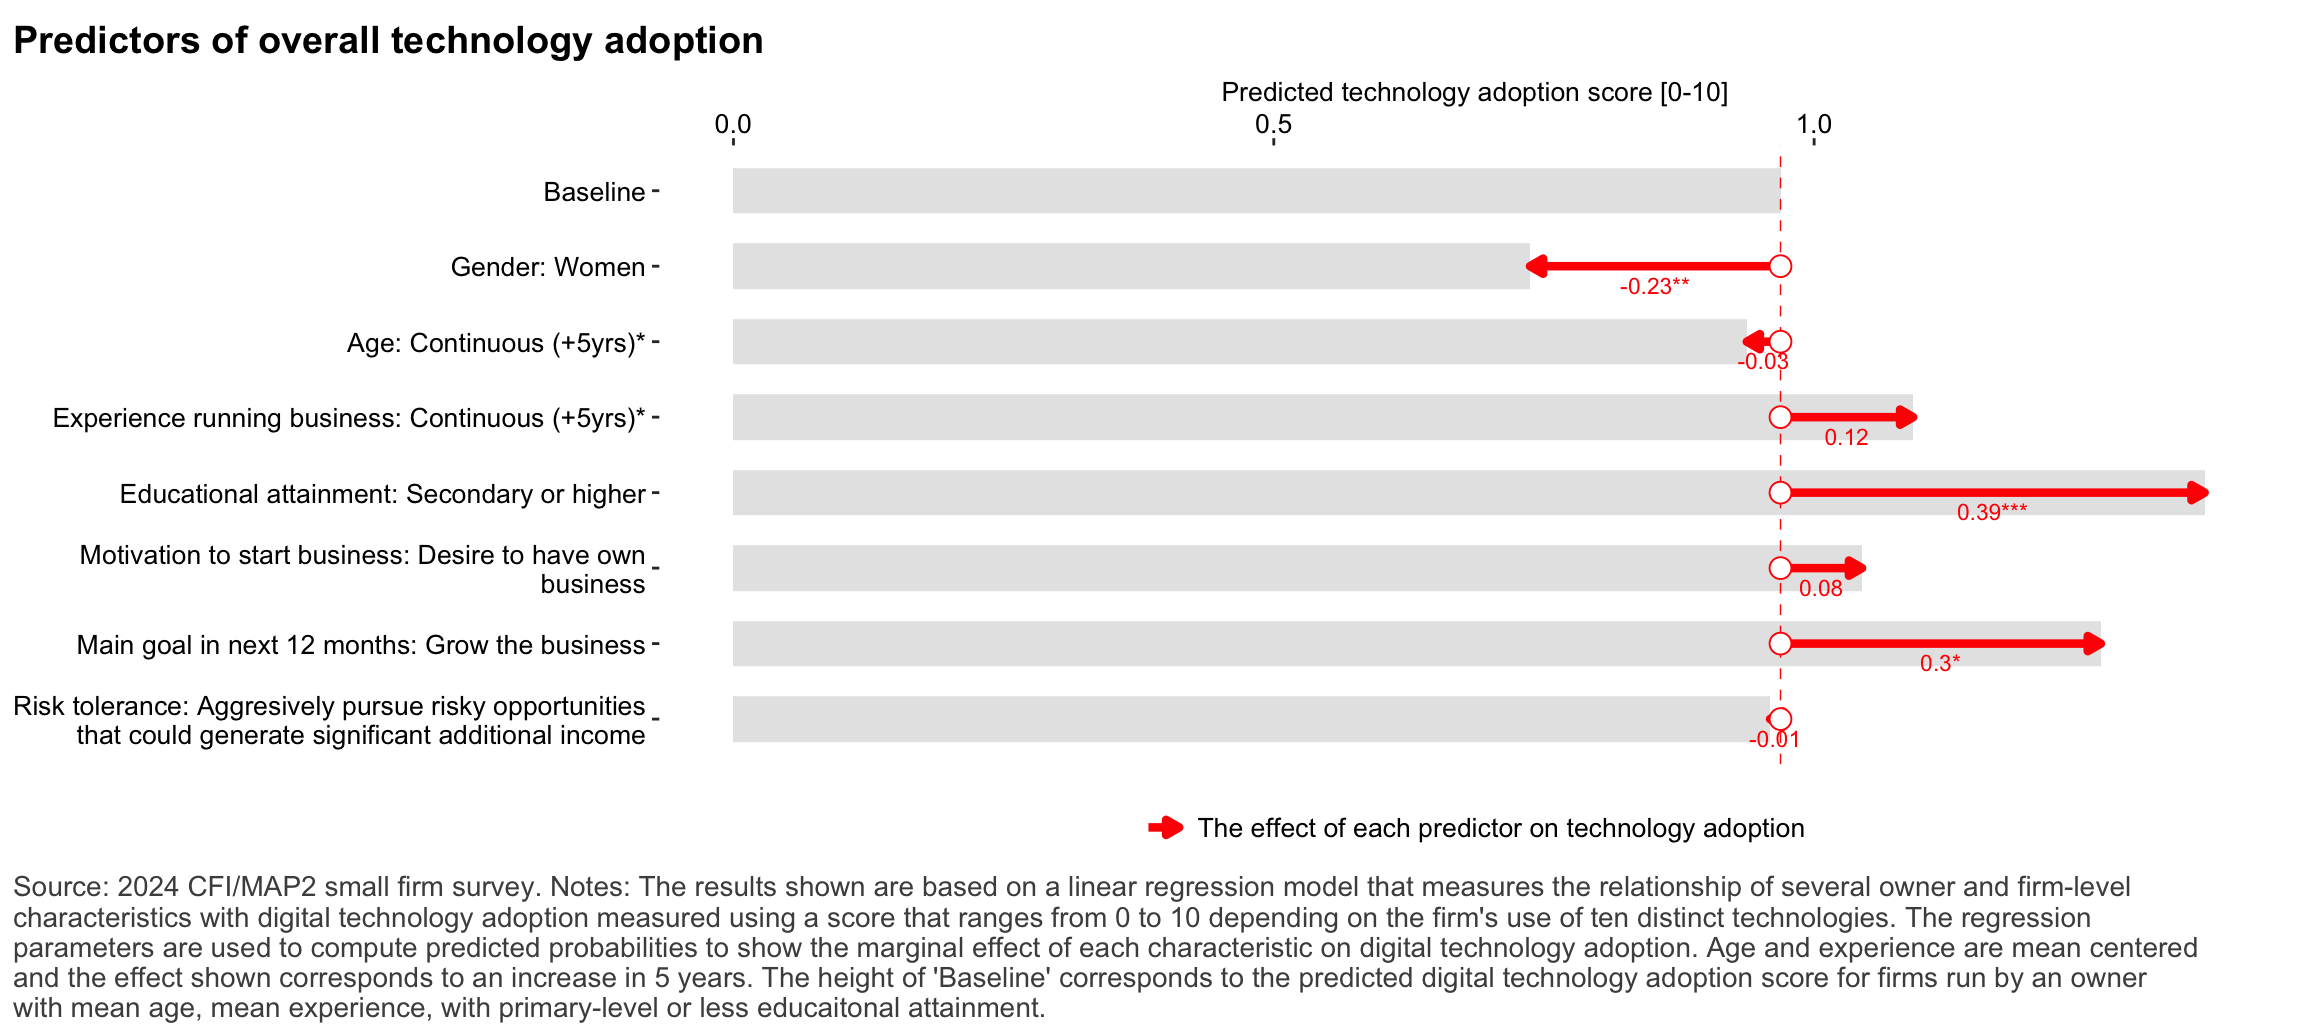 Predictors of overall technology adoption
Predicted technology adoption score [0-10]
0.0 0.5 1.0
Baseline
Gender: Women
-0.23**
Age: Continuous (+5yrs)*
-0.03
Experience running business: Continuous (+5yrs)*
0.12
Educational attainment: Secondary or higher
0.39***
Motivation to start business: Desire to have own
business
0.08
Main goal in next 12 months: Grow the business
0.3*
Risk tolerance: Aggresively pursue risky opportunities
that could generate significant additional income
-0.01
The effect of each predictor on technology adoption
Source: 2024 CFI/MAP2 small firm survey. Notes: The results shown are based on a linear regression model that measures the relationship of several owner and firm-level
characteristics with digital technology adoption measured using a score that ranges from 0 to 10 depending on the firm's use of ten distinct technologies. The regression
parameters are used to compute predicted probabilities to show the marginal effect of each characteristic on digital technology adoption. Age and experience are mean centered
and the effect shown corresponds to an increase in 5 years. The height of 'Baseline' corresponds to the predicted digital technology adoption score for firms run by an owner
with mean age, mean experience, with primary-level or less educaitonal attainment.